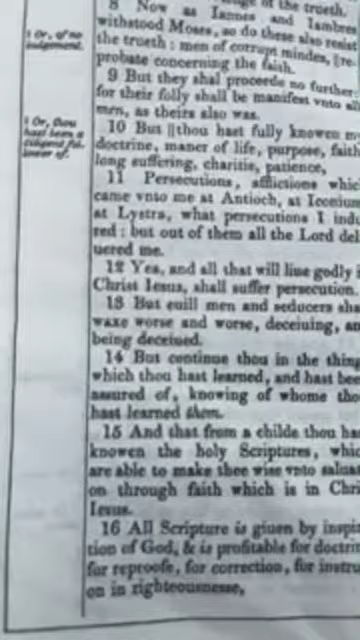 of the trueth.
8 Now as Iannes and Iambres
withstood Moses, so do these also resist
the trueth : men of corrupt mindes, ||re-
probate concerning the faith.
9 But they shal proceede no further:
for their folly shall be manifest vnto all
men, as theirs also was.
10 But ||thou hast fully knowen m
doctrine, maner of life, purpose, faith
long suffering, charitie, patience,
11 Persecutions, afflictions whic
came vnto me at Antioch, at Iconium
at Lystra, what persecutions I indu
red : but out of them all the Lord del
uered me.
12 Yea, and all that will liue godly i
Christ Iesus, shall suffer persecution.
13 But euill men and seducers sha
waxe worse and worse, deceiuing, an
being deceiued.
14 But continue thou in the thing
which thou hast learned, and hast bee
assured of, knowing of whome tho
hast learned them.
15 And that from a childe thou ha
knowen the holy Scriptures, whic
are able to make thee wise vnto saluat
on through faith which is in Chri
Iesus.
16 All Scripture is giuen by inspir
tion of God, & is profitable for doctrin
for reproofe, for correction, for instru
on in righteousnesse,
|| Or, of no
iudgement.
|| Or, thou
hast been a
diligent fol-
lower of.